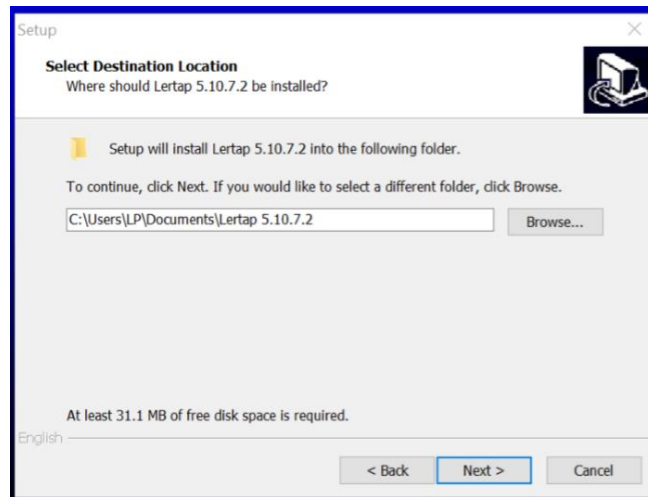 Setup
Select Destination Location
Where should Lertap 5.10.7.2 be installed?
Setup will install Lertap 5.10.7.2 into the following folder.
To continue, click Next. If you would like to select a different folder, click Browse.
C:\Users\LP\Documents\Lertap 5.10.7.2
Browse...
At least 31.1 MB of free disk space is required.
English
< Back
Next >
Cancel